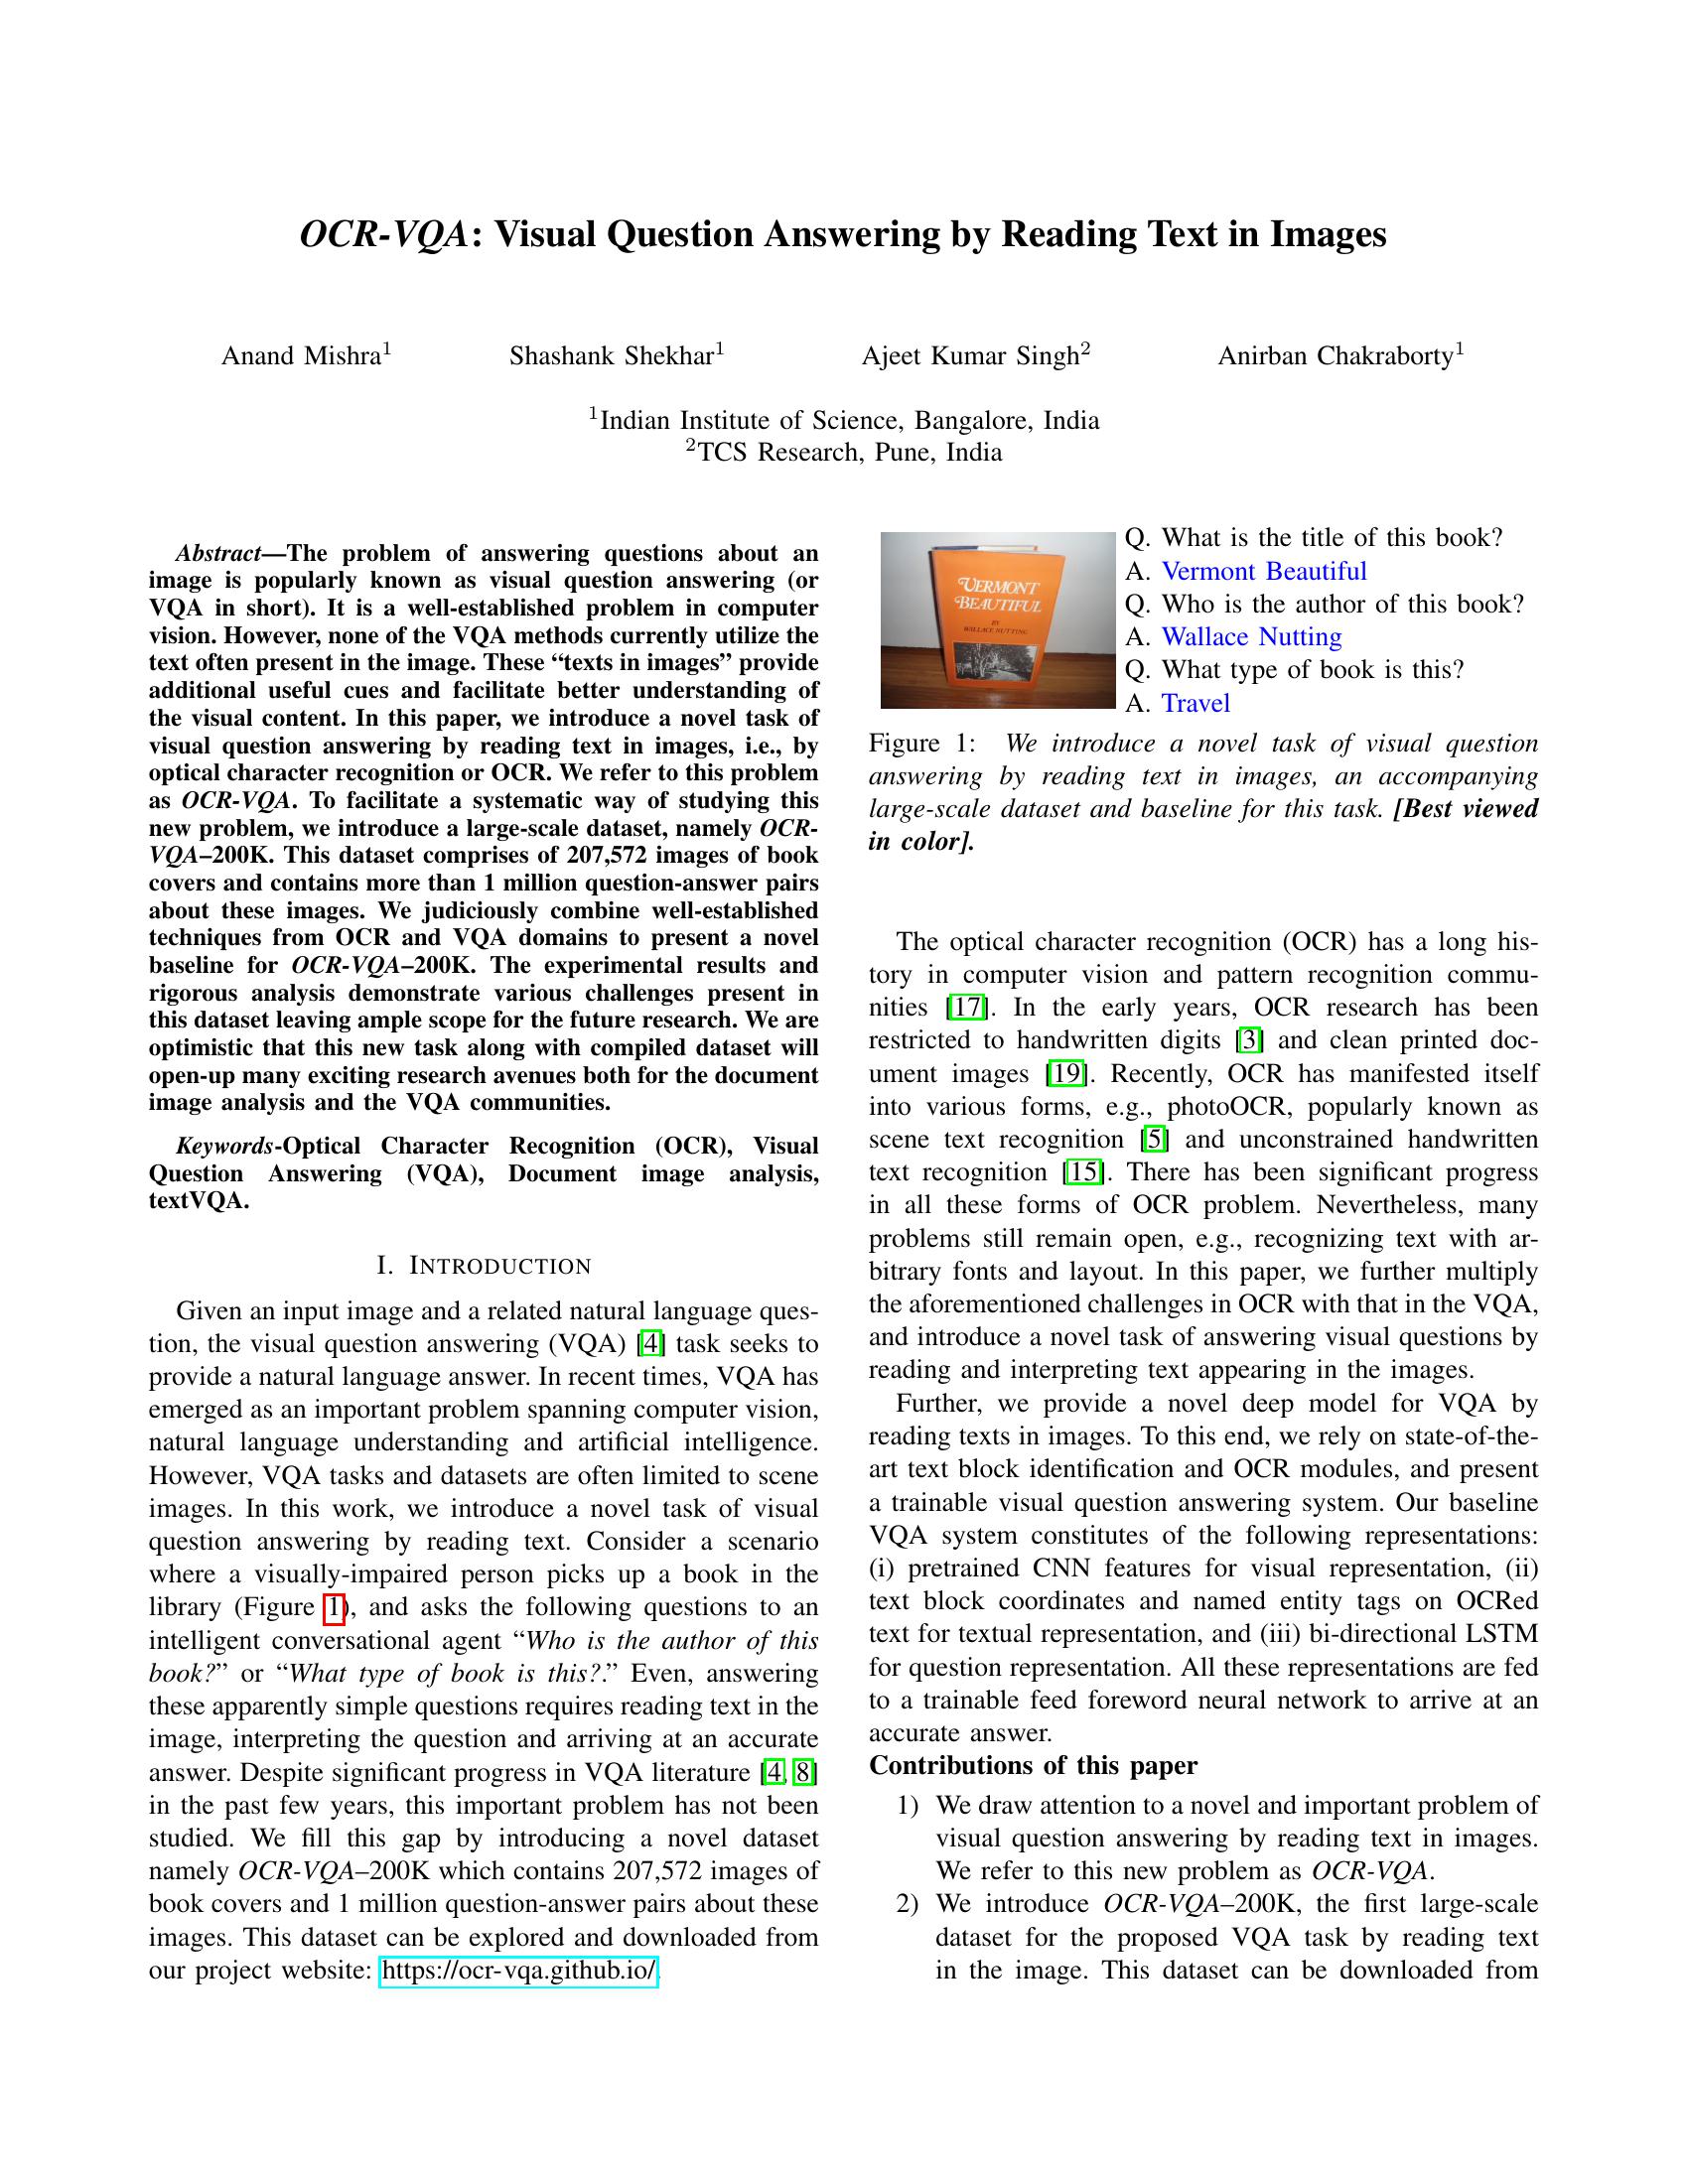 OCR-VQA: Visual Question Answering by Reading Text in Images
Anand Mishra¹ Shashank Shekhar¹ Ajeet Kumar Singh² Anirban Chakraborty¹
¹Indian Institute of Science, Bangalore, India
²TCS Research, Pune, India
Abstract—The problem of answering questions about an
image is popularly known as visual question answering (or
VQA in short). It is a well-established problem in computer
vision. However, none of the VQA methods currently utilize the
text often present in the image. These “texts in images” provide
additional useful cues and facilitate better understanding of
the visual content. In this paper, we introduce a novel task of
visual question answering by reading text in images, i.e., by
optical character recognition or OCR. We refer to this problem
as OCR-VQA. To facilitate a systematic way of studying this
new problem, we introduce a large-scale dataset, namely OCR-
VQA–200K. This dataset comprises of 207,572 images of book
covers and contains more than 1 million question-answer pairs
about these images. We judiciously combine well-established
techniques from OCR and VQA domains to present a novel
baseline for OCR-VQA–200K. The experimental results and
rigorous analysis demonstrate various challenges present in
this dataset leaving ample scope for the future research. We are
optimistic that this new task along with compiled dataset will
open-up many exciting research avenues both for the document
image analysis and the VQA communities.
Keywords-Optical Character Recognition (OCR), Visual
Question Answering (VQA), Document image analysis,
textVQA.
I. INTRODUCTION
Given an input image and a related natural language ques-
tion, the visual question answering (VQA) [4] task seeks to
provide a natural language answer. In recent times, VQA has
emerged as an important problem spanning computer vision,
natural language understanding and artificial intelligence.
However, VQA tasks and datasets are often limited to scene
images. In this work, we introduce a novel task of visual
question answering by reading text. Consider a scenario
where a visually-impaired person picks up a book in the
library (Figure 1), and asks the following questions to an
intelligent conversational agent “Who is the author of this
book?” or “What type of book is this?.” Even, answering
these apparently simple questions requires reading text in the
image, interpreting the question and arriving at an accurate
answer. Despite significant progress in VQA literature [4, 8]
in the past few years, this important problem has not been
studied. We fill this gap by introducing a novel dataset
namely OCR-VQA–200K which contains 207,572 images of
book covers and 1 million question-answer pairs about these
images. This dataset can be explored and downloaded from
our project website: https://ocr-vqa.github.io/.
VERMONT
BEAUTIFUL
BY
WALLACE NUTTING
Q. What is the title of this book?
A. Vermont Beautiful
Q. Who is the author of this book?
A. Wallace Nutting
Q. What type of book is this?
A. Travel
Figure 1: We introduce a novel task of visual question
answering by reading text in images, an accompanying
large-scale dataset and baseline for this task. [Best viewed
in color].
The optical character recognition (OCR) has a long his-
tory in computer vision and pattern recognition commu-
nities [17]. In the early years, OCR research has been
restricted to handwritten digits [3] and clean printed doc-
ument images [19]. Recently, OCR has manifested itself
into various forms, e.g., photoOCR, popularly known as
scene text recognition [5] and unconstrained handwritten
text recognition [15]. There has been significant progress
in all these forms of OCR problem. Nevertheless, many
problems still remain open, e.g., recognizing text with ar-
bitrary fonts and layout. In this paper, we further multiply
the aforementioned challenges in OCR with that in the VQA,
and introduce a novel task of answering visual questions by
reading and interpreting text appearing in the images.
Further, we provide a novel deep model for VQA by
reading texts in images. To this end, we rely on state-of-the-
art text block identification and OCR modules, and present
a trainable visual question answering system. Our baseline
VQA system constitutes of the following representations:
(i) pretrained CNN features for visual representation, (ii)
text block coordinates and named entity tags on OCRed
text for textual representation, and (iii) bi-directional LSTM
for question representation. All these representations are fed
to a trainable feed foreword neural network to arrive at an
accurate answer.
Contributions of this paper
1) We draw attention to a novel and important problem of
visual question answering by reading text in images.
We refer to this new problem as OCR-VQA.
2) We introduce OCR-VQA–200K, the first large-scale
dataset for the proposed VQA task by reading text
in the image. This dataset can be downloaded from